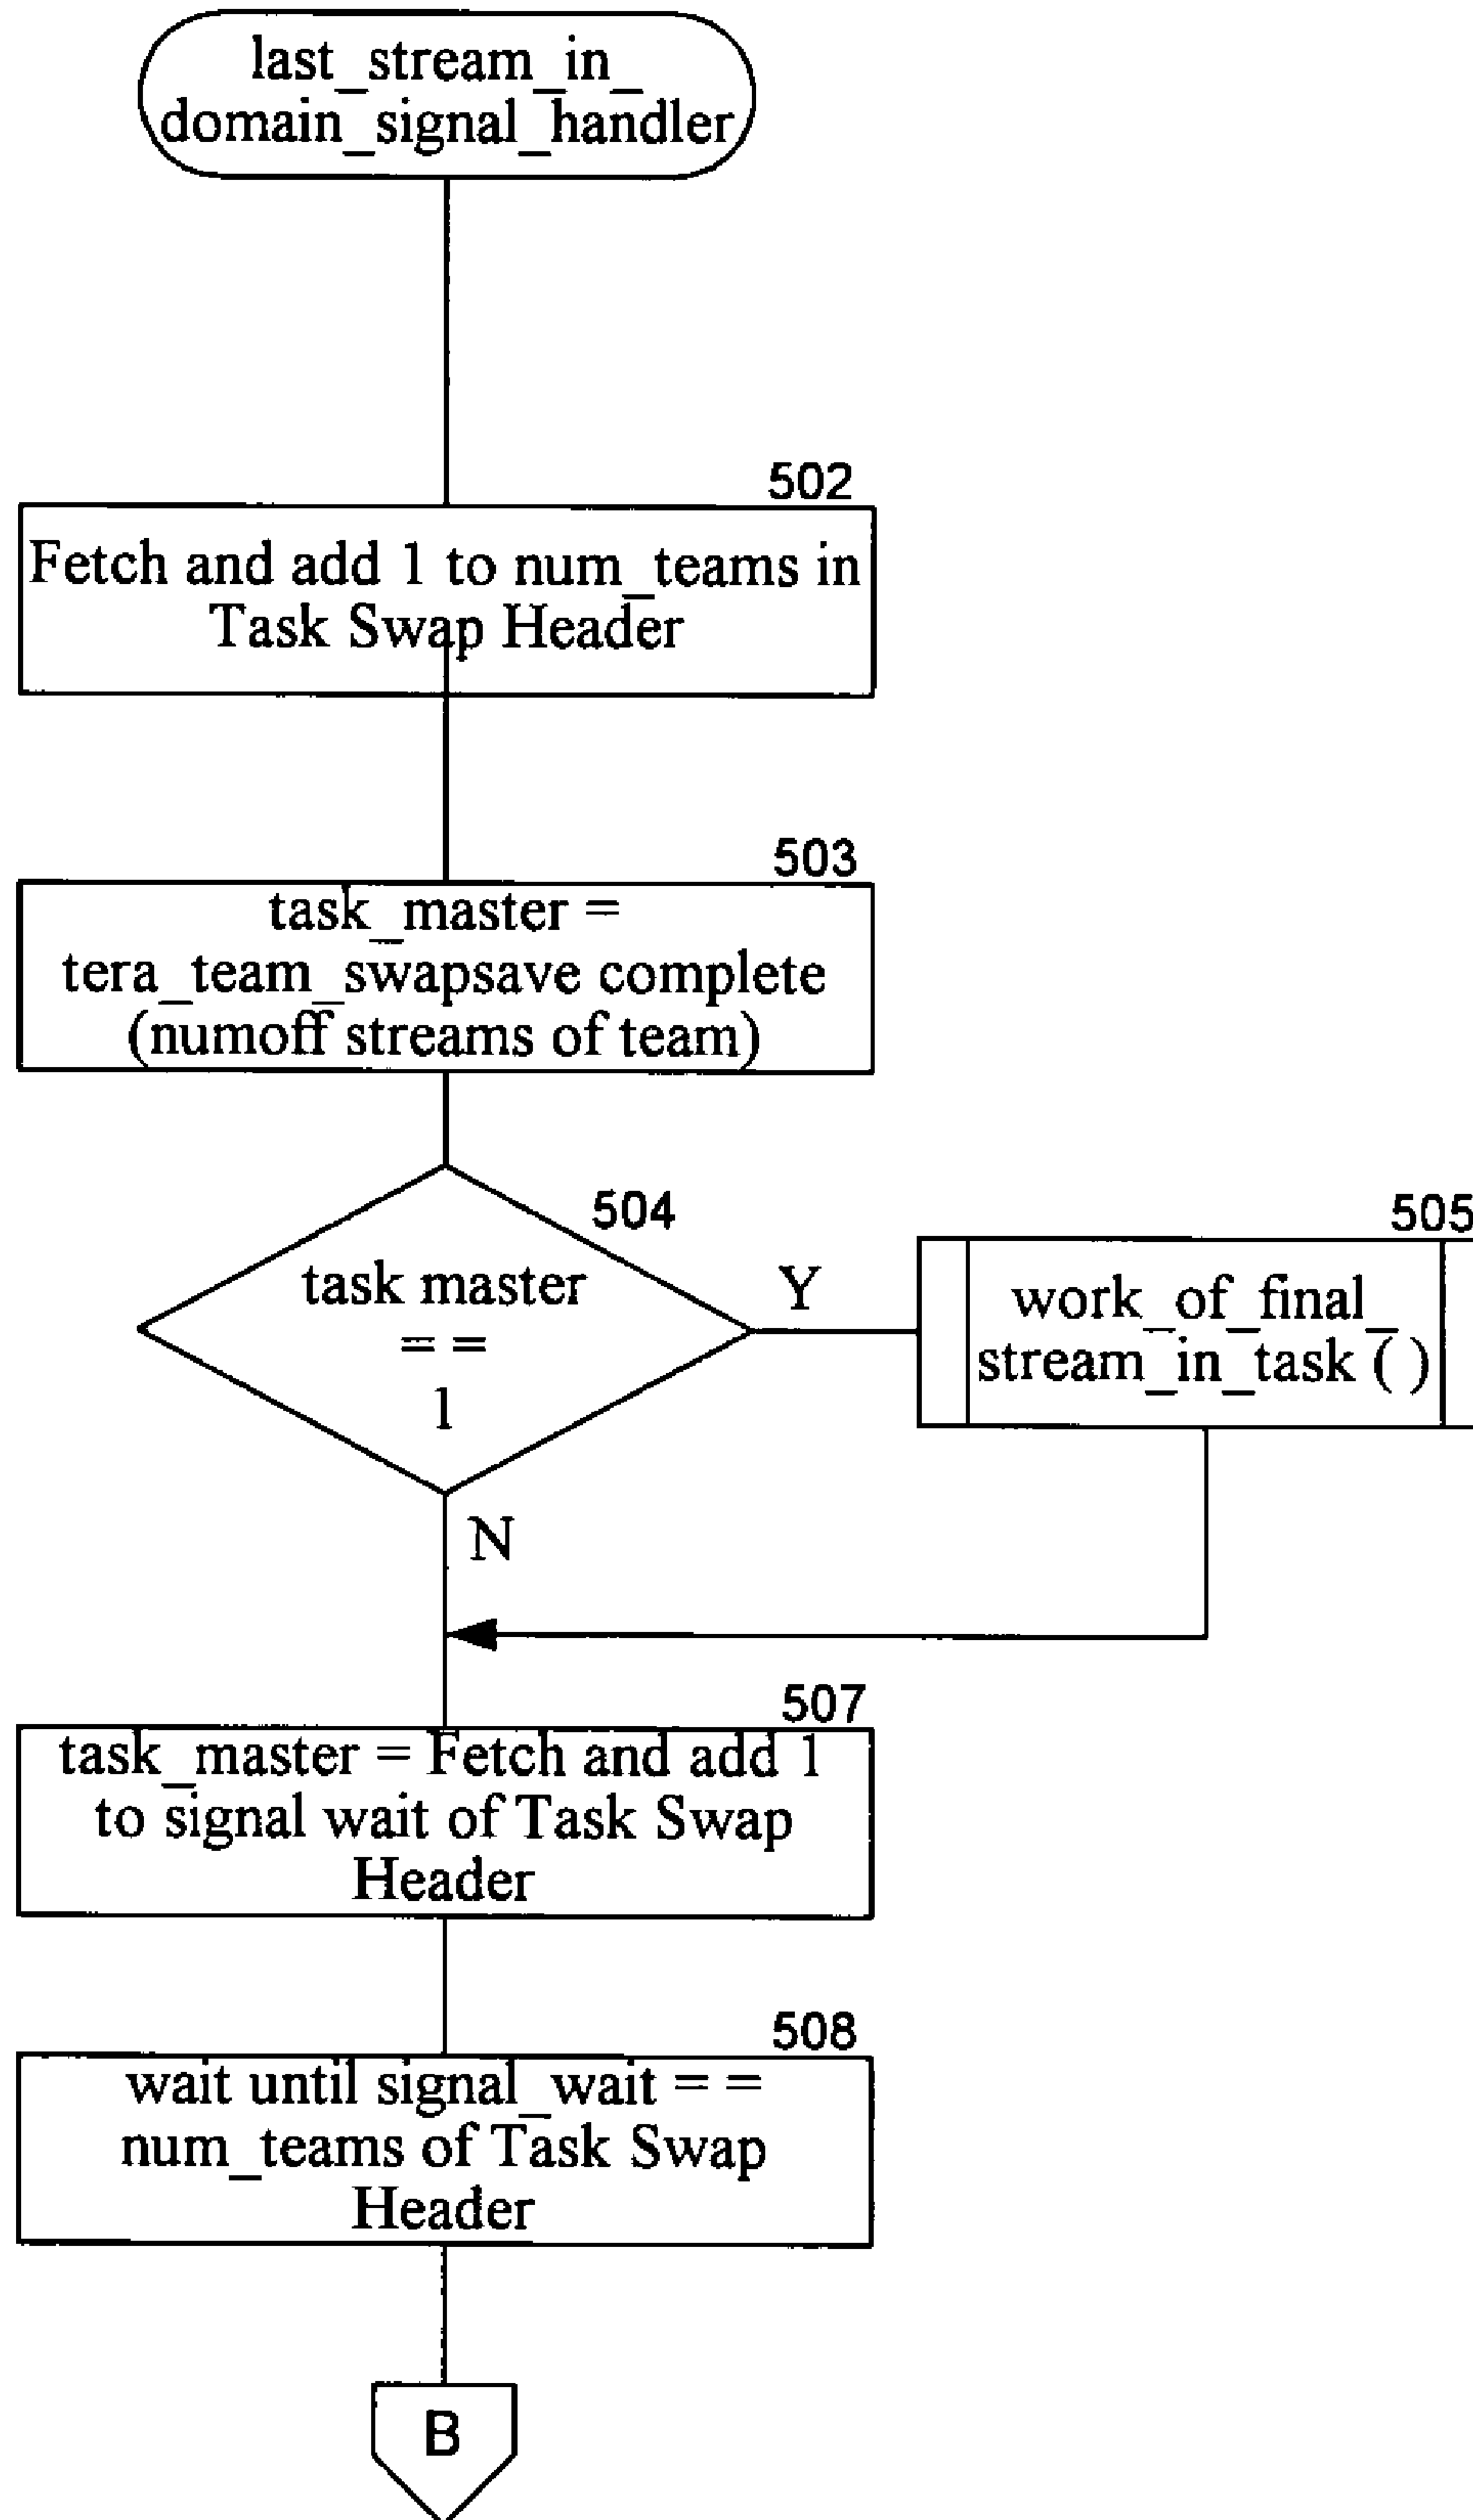 last_stream_in_
domain_signal_handler
502
Fetch and add 1 to num_teams in
Task Swap Header
503
task_master =
tera_team_swapsave complete
(numoff streams of team)
504
task master
= =
1
Y
505
work_of_final_
stream_in_task ( )
N
507
task_master = Fetch and add 1
to signal wait of Task Swap
Header
508
wait until signal_wait = =
num_teams of Task Swap
Header
B